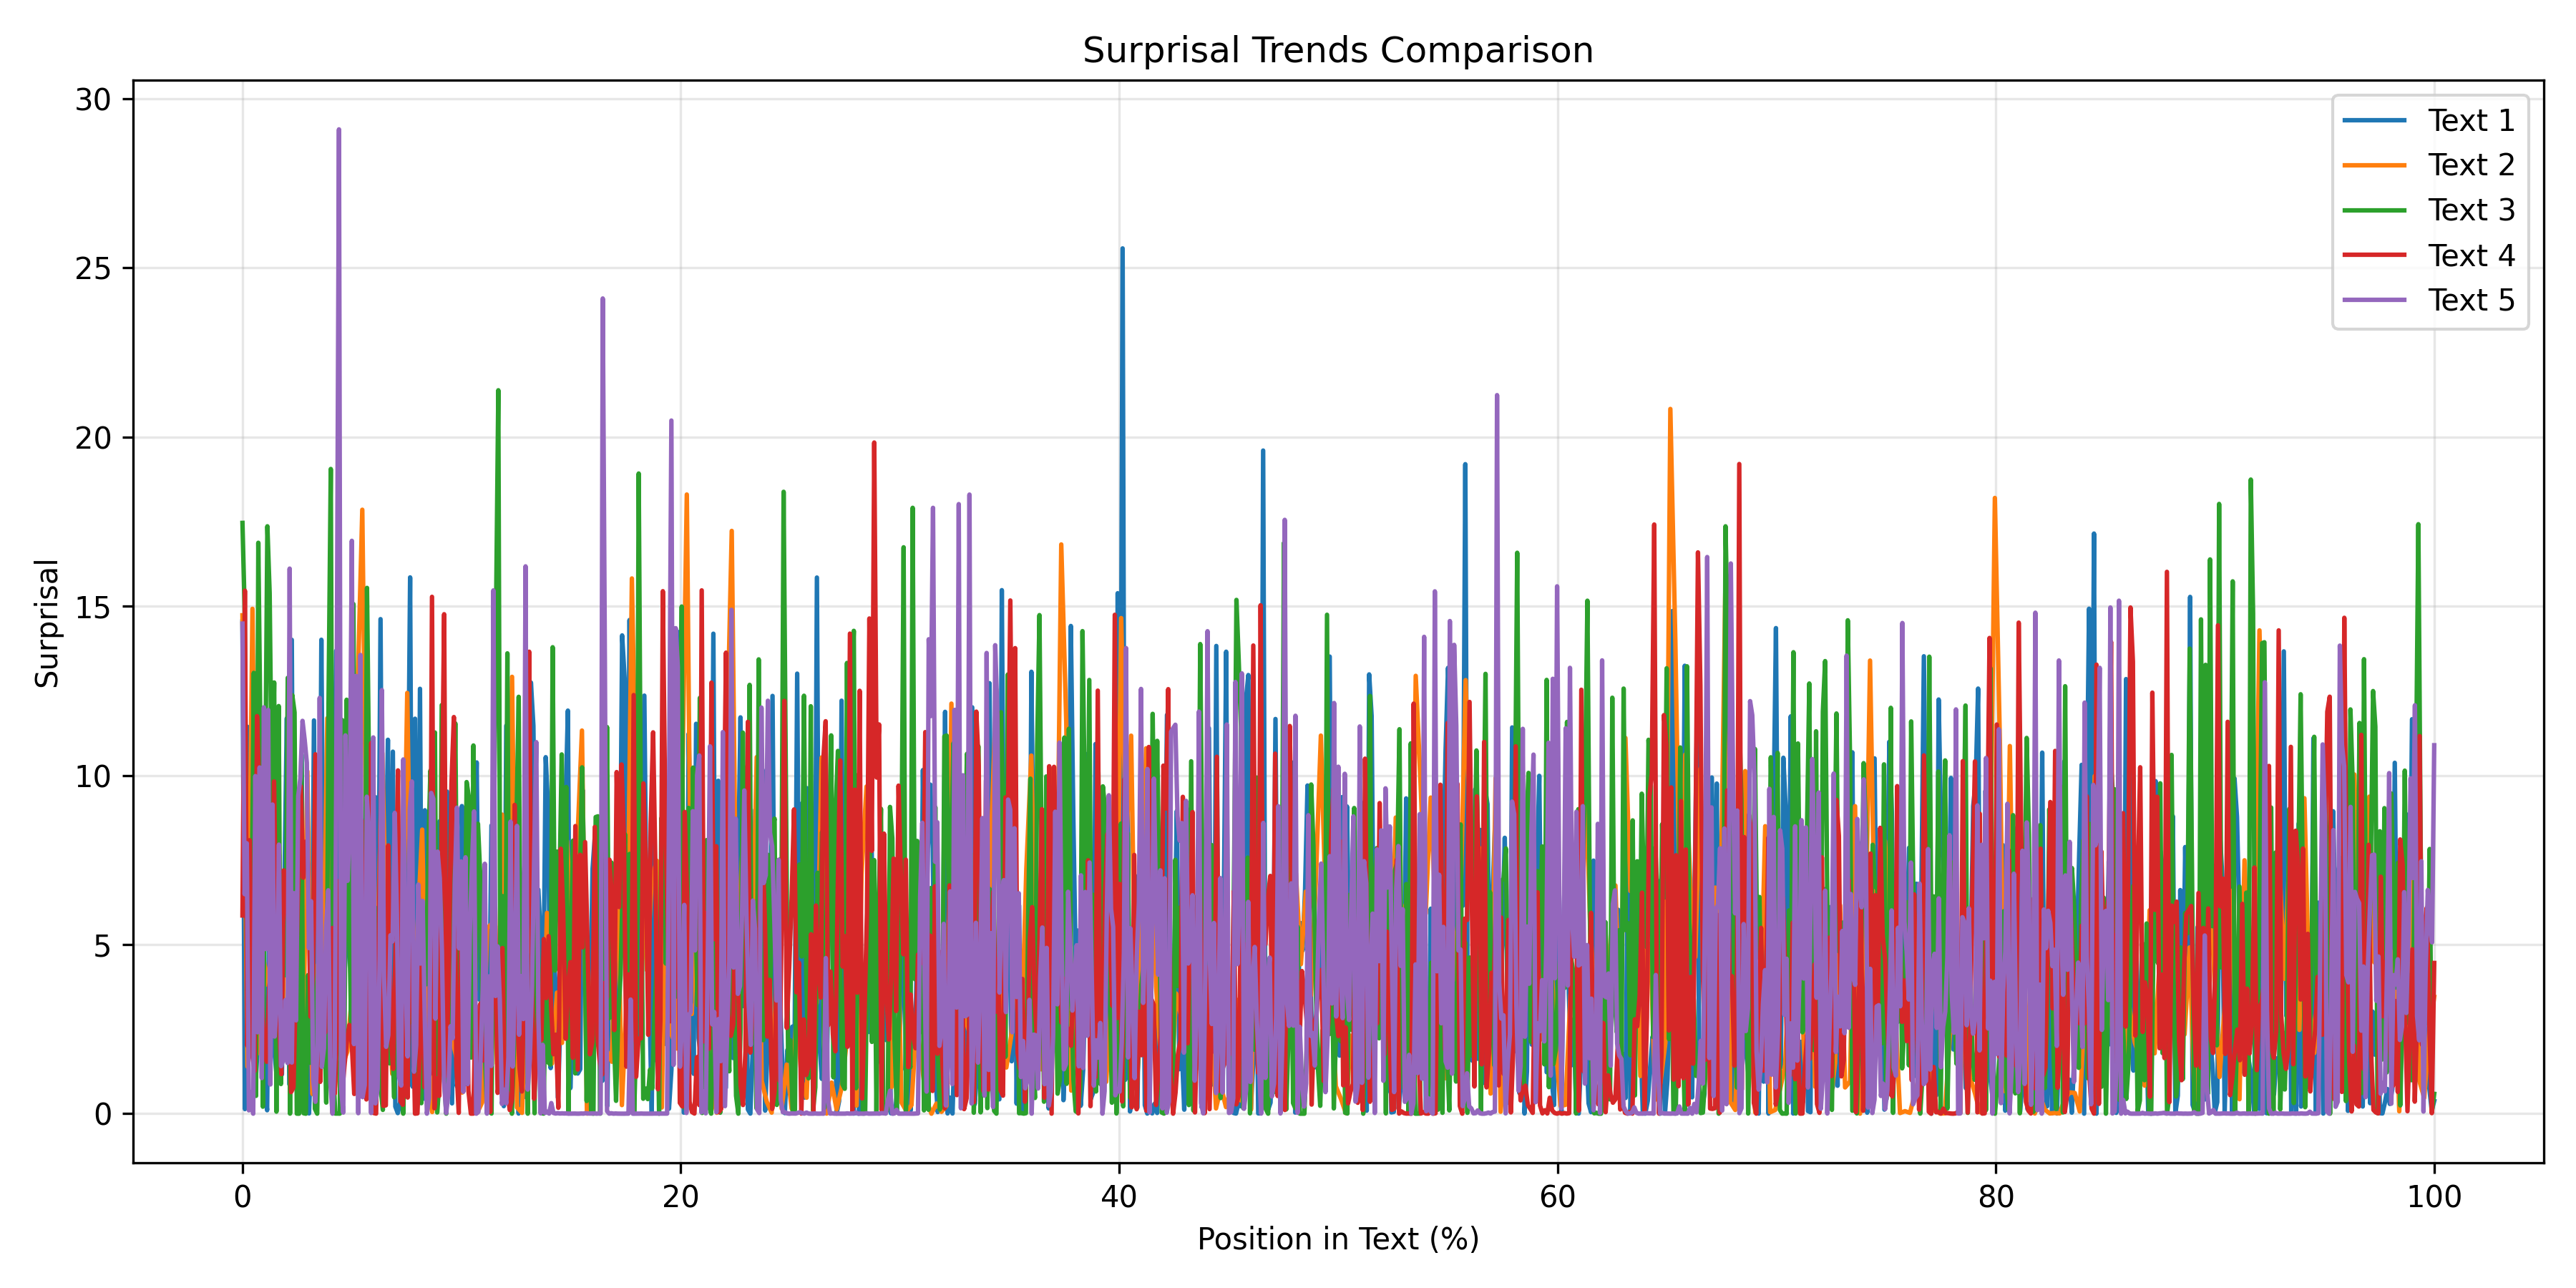 Surprisal Trends Comparison
30
25
20
15
10
5
0
Surprisal
Text 1
Text 2
Text 3
Text 4
Text 5
0 20 40 60 80 100
Position in Text (%)